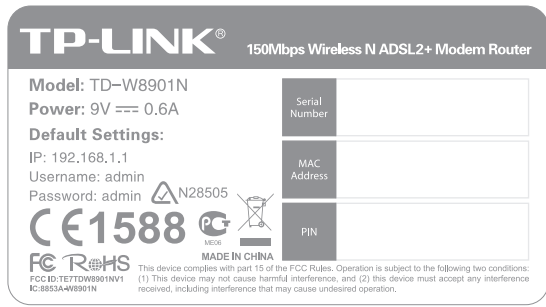 TP-LINK®
150Mbps Wireless N ADSL2+ Modem Router
Model: TD-W8901N
Power: 9V ⎓ 0.6A
Default Settings:
IP: 192.168.1.1
Username: admin
Password: admin
N28505
CE1588
ME06
MADE IN CHINA
FC RoHS
FCC ID:TE7TDW8901NV1
IC:8853A-W8901N
Serial
Number
MAC
Address
PIN
This device complies with part 15 of the FCC Rules. Operation is subject to the following two conditions:
(1) This device may not cause harmful interference, and (2) this device must accept any interference
received, including interference that may cause undesired operation.